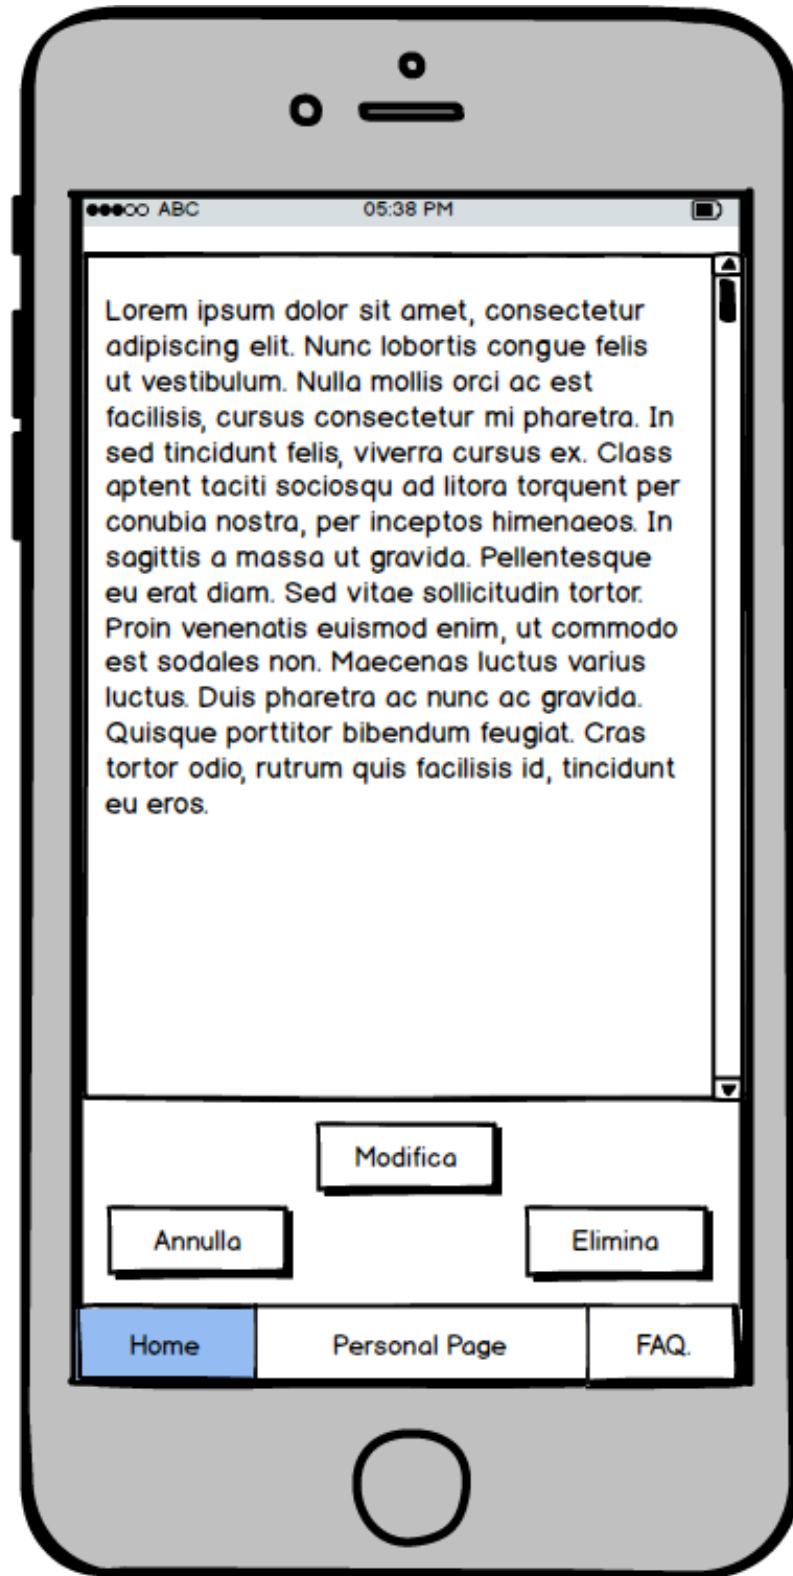 ABC 05:38 PM
Lorem ipsum dolor sit amet, consectetur
adipiscing elit. Nunc lobortis congue felis
ut vestibulum. Nulla mollis orci ac est
facilisis, cursus consectetur mi pharetra. In
sed tincidunt felis, viverra cursus ex. Class
aptent taciti sociosqu ad litora torquent per
conubia nostra, per inceptos himenaeos. In
sagittis a massa ut gravida. Pellentesque
eu erat diam. Sed vitae sollicitudin tortor.
Proin venenatis euismod enim, ut commodo
est sodales non. Maecenas luctus varius
luctus. Duis pharetra ac nunc ac gravida.
Quisque porttitor bibendum feugiat. Cras
tortor odio, rutrum quis facilisis id, tincidunt
eu eros.
Modifica
Annulla Elimina
Home Personal Page FAQ.